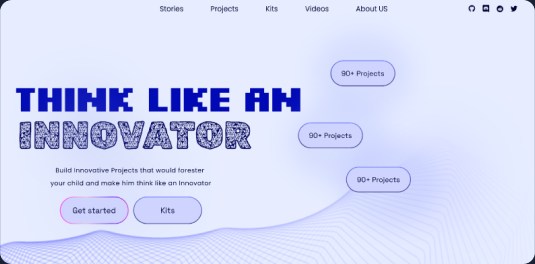 Stories Projects Kits Videos About US
90+ Projects
THINK LIKE AN
INNOVATOR
90+ Projects
Build Innovative Projects that would forester
your child and make him think like an Innovator
90+ Projects
Get started Kits